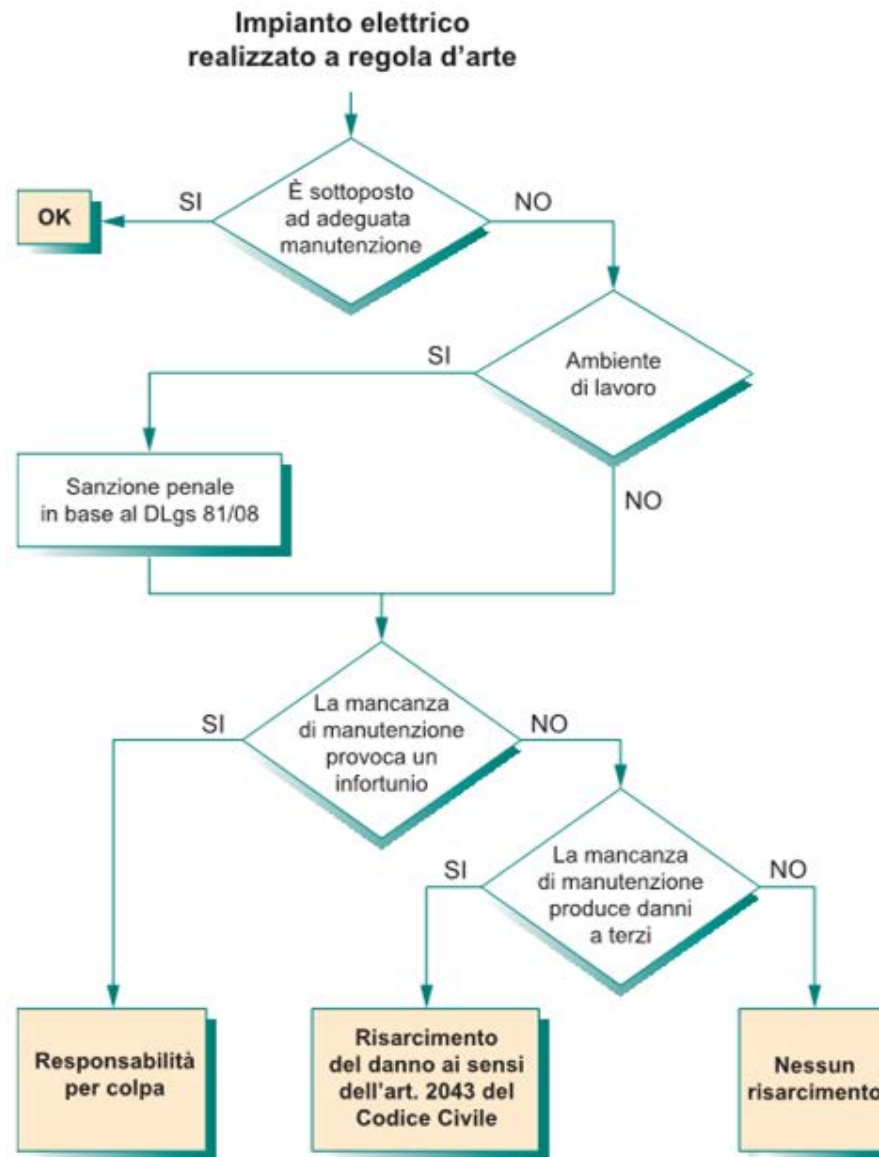 Impianto elettrico
realizzato a regola d'arte
SI
È sottoposto
ad adeguata
manutenzione
NO
OK
SI
Ambiente
di lavoro
Sanzione penale
in base al DLgs 81/08
NO
SI
La mancanza
di manutenzione
provoca un
infortunio
NO
SI
La mancanza
di manutenzione
produce danni
a terzi
NO
Responsabilità
per colpa
Risarcimento
del danno ai sensi
dell'art. 2043 del
Codice Civile
Nessun
risarcimento